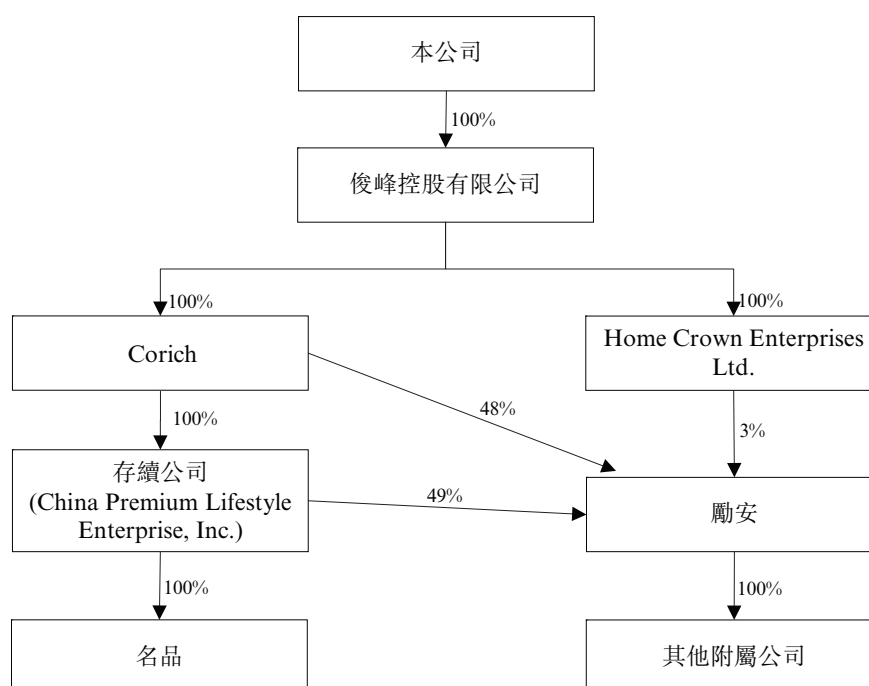 本公司
100%
俊峰控股有限公司
100%
100%
Corich
Home Crown Enterprises
Ltd.
48%
100%
3%
存續公司
(China Premium Lifestyle
Enterprise, Inc.)
49%
勵安
100%
100%
名品
其他附屬公司